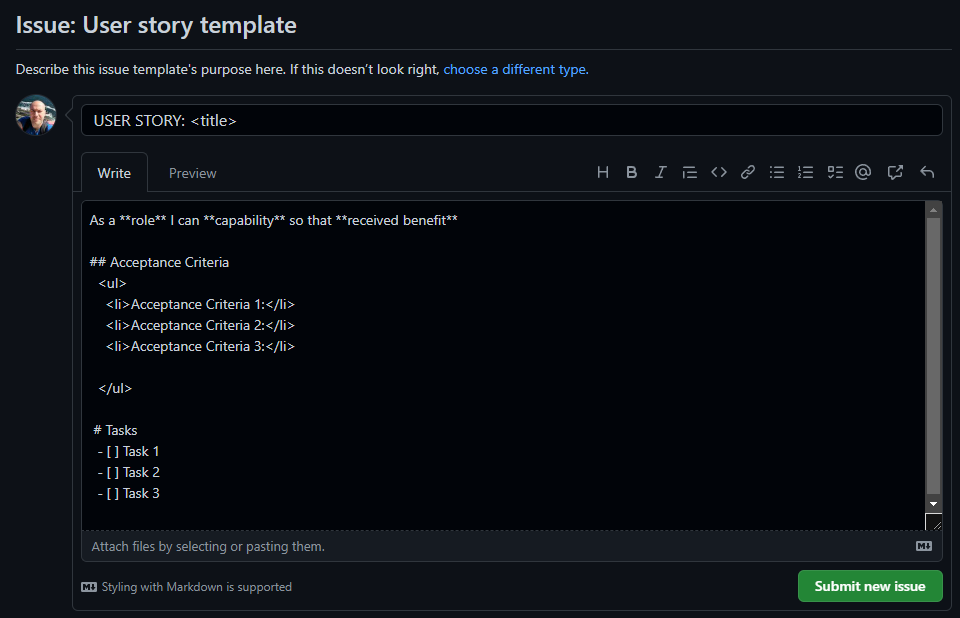 Issue: User story template
Describe this issue template's purpose here. If this doesn’t look right, choose a different type.
USER STORY: <title>
Write
Preview
As a **role** I can **capability** so that **received benefit**
## Acceptance Criteria
<ul>
<li>Acceptance Criteria 1:</li>
<li>Acceptance Criteria 2:</li>
<li>Acceptance Criteria 3:</li>
</ul>
# Tasks
- [ ] Task 1
- [ ] Task 2
- [ ] Task 3
Attach files by selecting or pasting them.
Styling with Markdown is supported
Submit new issue